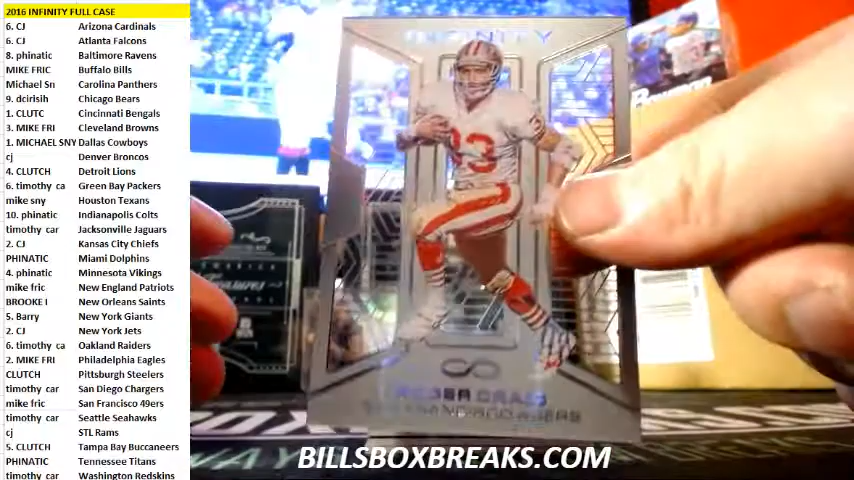 2016 INFINITY FULL CASE
6. CJ Arizona Cardinals
6. CJ Atlanta Falcons
8. phinatic Baltimore Ravens
MIKE FRIC Buffalo Bills
Michael Sn Carolina Panthers
9. dcirisih Chicago Bears
1. CLUTC Cincinnati Bengals
3. MIKE FRI Cleveland Browns
1. MICHAEL SNY Dallas Cowboys
cj Denver Broncos
4. CLUTCH Detroit Lions
6. timothy ca Green Bay Packers
mike sny Houston Texans
10. phinatic Indianapolis Colts
timothy car Jacksonville Jaguars
2. CJ Kansas City Chiefs
PHINATIC Miami Dolphins
4. phinatic Minnesota Vikings
mike fric New England Patriots
BROOKE I New Orleans Saints
5. Barry New York Giants
2. CJ New York Jets
6. timothy ca Oakland Raiders
2. MIKE FRI Philadelphia Eagles
CLUTCH Pittsburgh Steelers
timothy car San Diego Chargers
mike fric San Francisco 49ers
timothy car Seattle Seahawks
cj STL Rams
5. CLUTCH Tampa Bay Buccaneers
PHINATIC Tennessee Titans
timothy car Washington Redskins
INFINITY
33
ROGER CRAIG
SAN FRANCISCO 49ERS
BILLSBOXBREAKS.COM